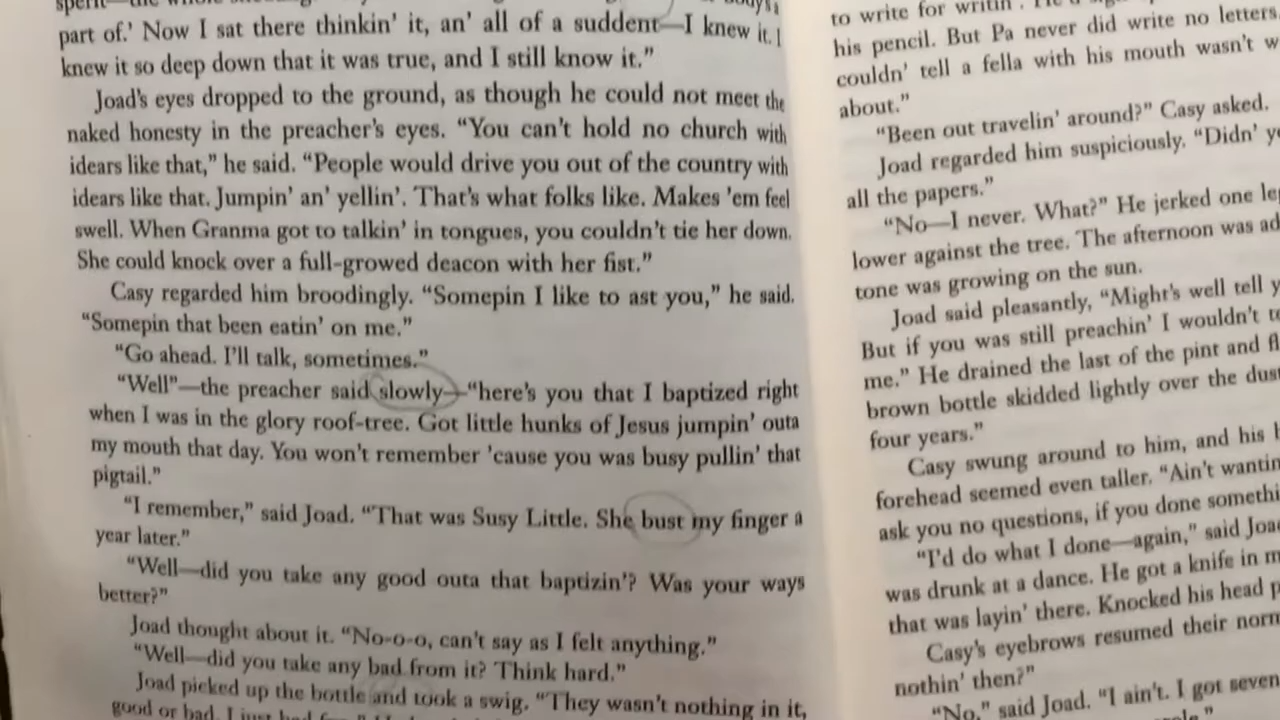 part of.' Now I sat there thinkin' it, an' all of a suddent—I knew it. I
knew it so deep down that it was true, and I still know it."
Joad's eyes dropped to the ground, as though he could not meet the
naked honesty in the preacher's eyes. "You can't hold no church with
idears like that," he said. "People would drive you out of the country with
idears like that. Jumpin' an' yellin'. That's what folks like. Makes 'em feel
swell. When Granma got to talkin' in tongues, you couldn't tie her down.
She could knock over a full-growed deacon with her fist."
Casy regarded him broodingly. "Somepin I like to ast you," he said.
"Somepin that been eatin' on me."
"Go ahead. I'll talk, sometimes."
"Well"—the preacher said slowly—"here's you that I baptized right
when I was in the glory roof-tree. Got little hunks of Jesus jumpin' outa
my mouth that day. You won't remember 'cause you was busy pullin' that
pigtail."
"I remember," said Joad. "That was Susy Little. She bust my finger a
year later."
"Well—did you take any good outa that baptizin'? Was your ways
better?"
Joad thought about it. "No-o-o, can't say as I felt anything."
"Well—did you take any bad from it? Think hard."
Joad picked up the bottle and took a swig. "They wasn't nothing in it,
good or bad. I just had
to write for writin'.
his pencil. But Pa never did write no letters
couldn' tell a fella with his mouth wasn't
about."
"Been out travelin' around?" Casy asked.
Joad regarded him suspiciously. "Didn'
all the papers."
"No—I never. What?" He jerked one
lower against the tree. The afternoon was
tone was growing on the sun.
Joad said pleasantly, "Might's well tell
But if you was still preachin' I wouldn't
me." He drained the last of the pint and
brown bottle skidded lightly over the
four years."
Casy swung around to him, and his
forehead seemed even taller. "Ain't
ask you no questions, if you done
"I'd do what I done—again," said
was drunk at a dance. He got a knife in
that was layin' there. Knocked his head
Casy's eyebrows resumed their
nothin' then?"
"No," said Joad. "I ain't. I got